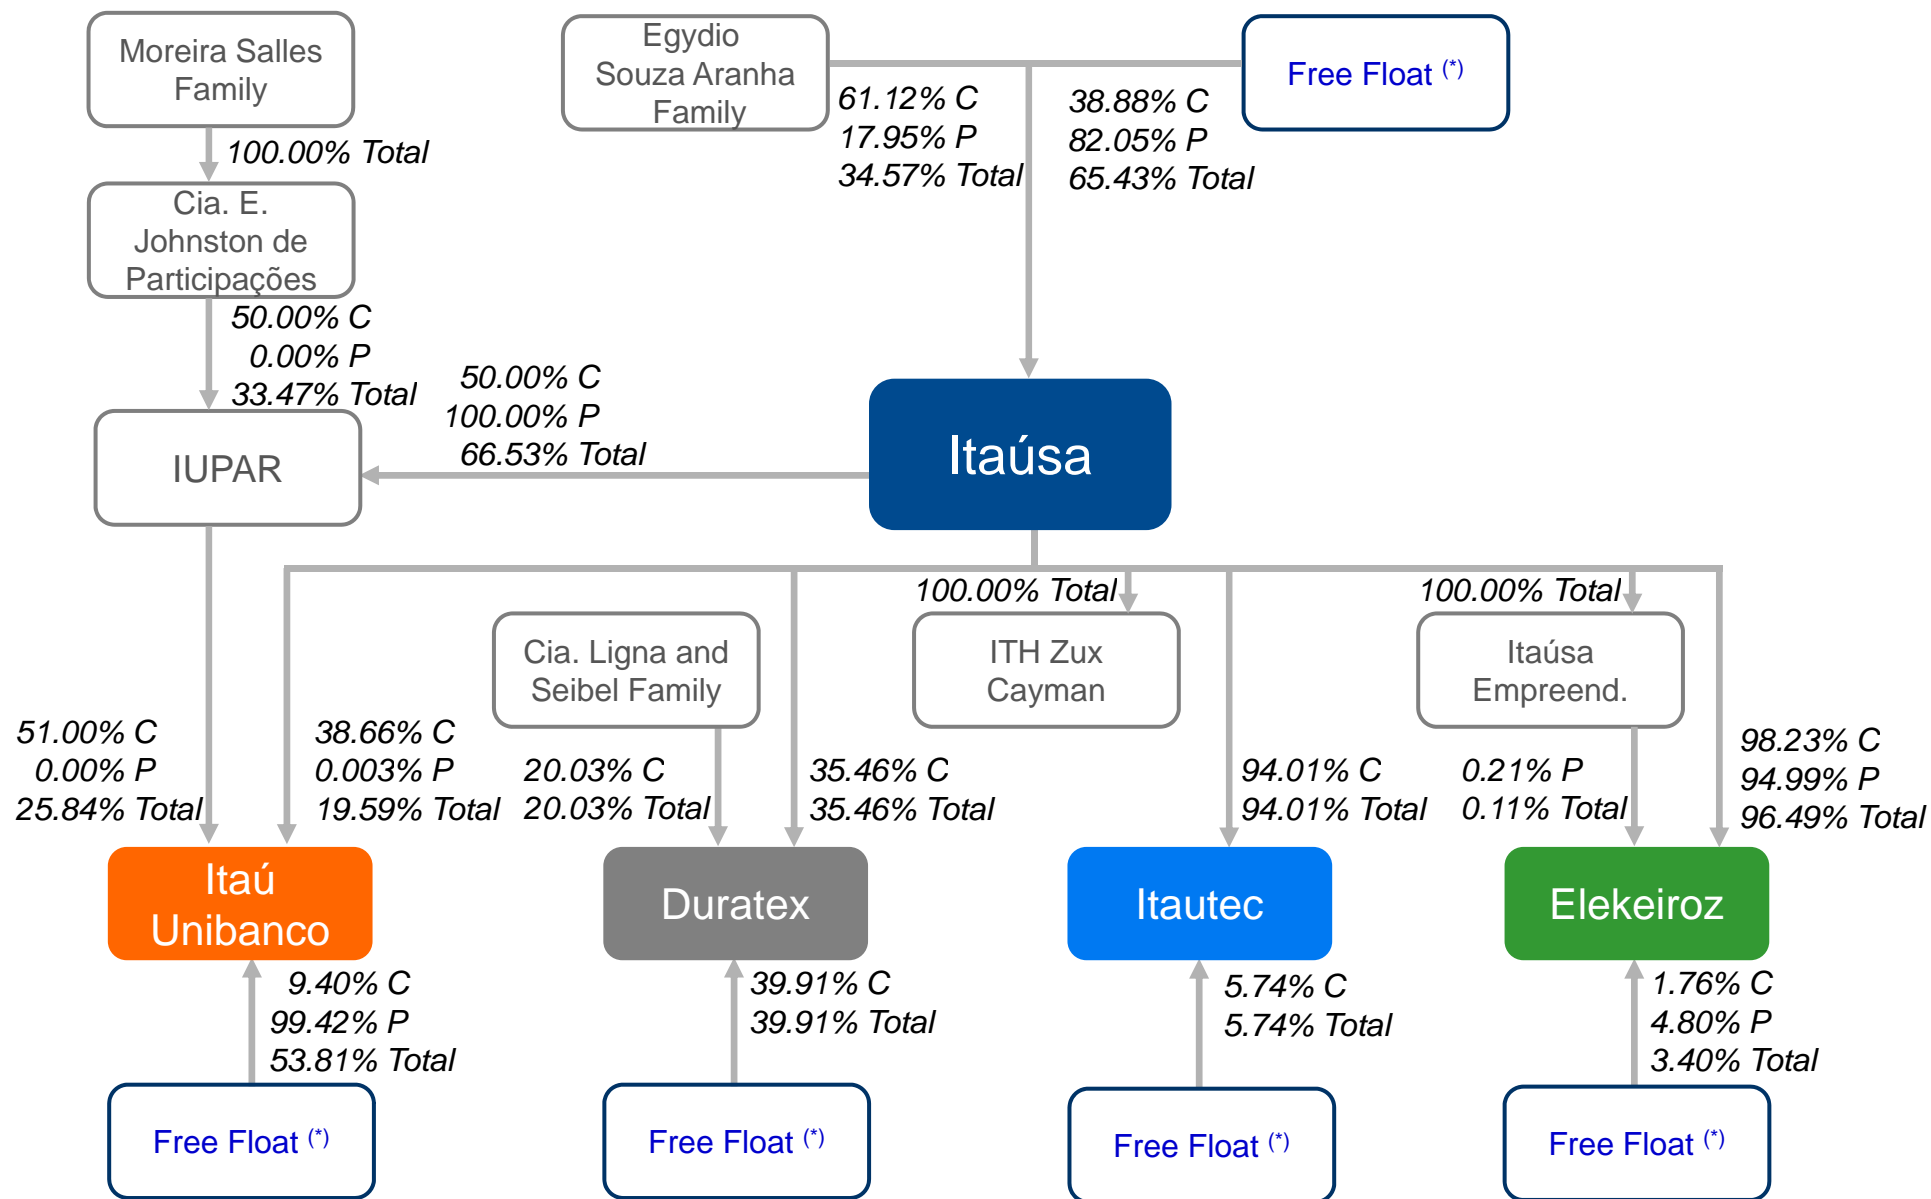 Moreira Salles
Family
Egydio
Souza Aranha
Family
Free Float (*)
61.12% C
17.95% P
34.57% Total
38.88% C
82.05% P
65.43% Total
100.00% Total
Cia. E.
Johnston de
Participações
50.00% C
0.00% P
33.47% Total
50.00% C
100.00% P
66.53% Total
IUPAR
Itaúsa
100.00% Total
100.00% Total
Cia. Ligna and
Seibel Family
ITH Zux
Cayman
Itaúsa
Empreend.
51.00% C
0.00% P
25.84% Total
38.66% C
0.003% P
19.59% Total
20.03% C
20.03% Total
35.46% C
35.46% Total
94.01% C
94.01% Total
0.21% P
0.11% Total
98.23% C
94.99% P
96.49% Total
Itaú
Unibanco
Duratex
Itautec
Elekeiroz
9.40% C
99.42% P
53.81% Total
39.91% C
39.91% Total
5.74% C
5.74% Total
1.76% C
4.80% P
3.40% Total
Free Float (*)
Free Float (*)
Free Float (*)
Free Float (*)